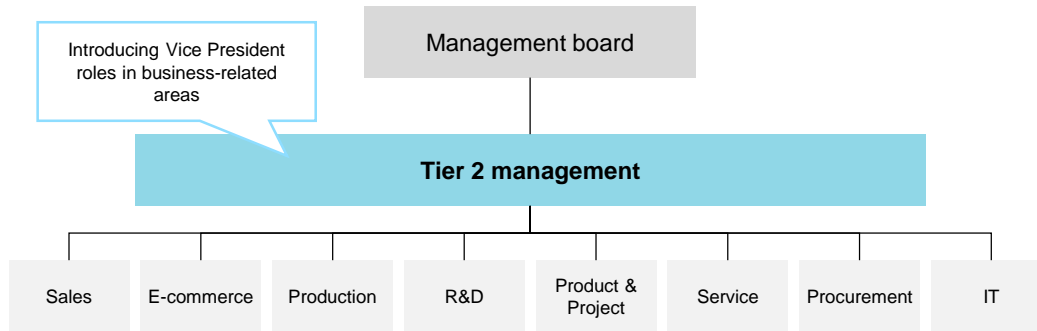 Introducing Vice President
roles in business-related
areas
Management board
Tier 2 management
Sales
E-commerce
Production
R&D
Product &
Project
Service
Procurement
IT